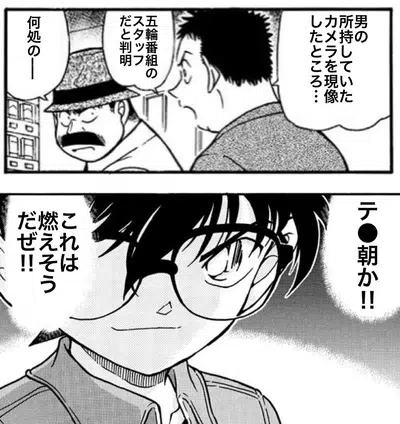 男の
所持していた
カメラを現像
したところ…
五輪番組の
スタッフ
だと判明
何処の──
テ●朝か!!
これは
燃えそう
だぜ!!